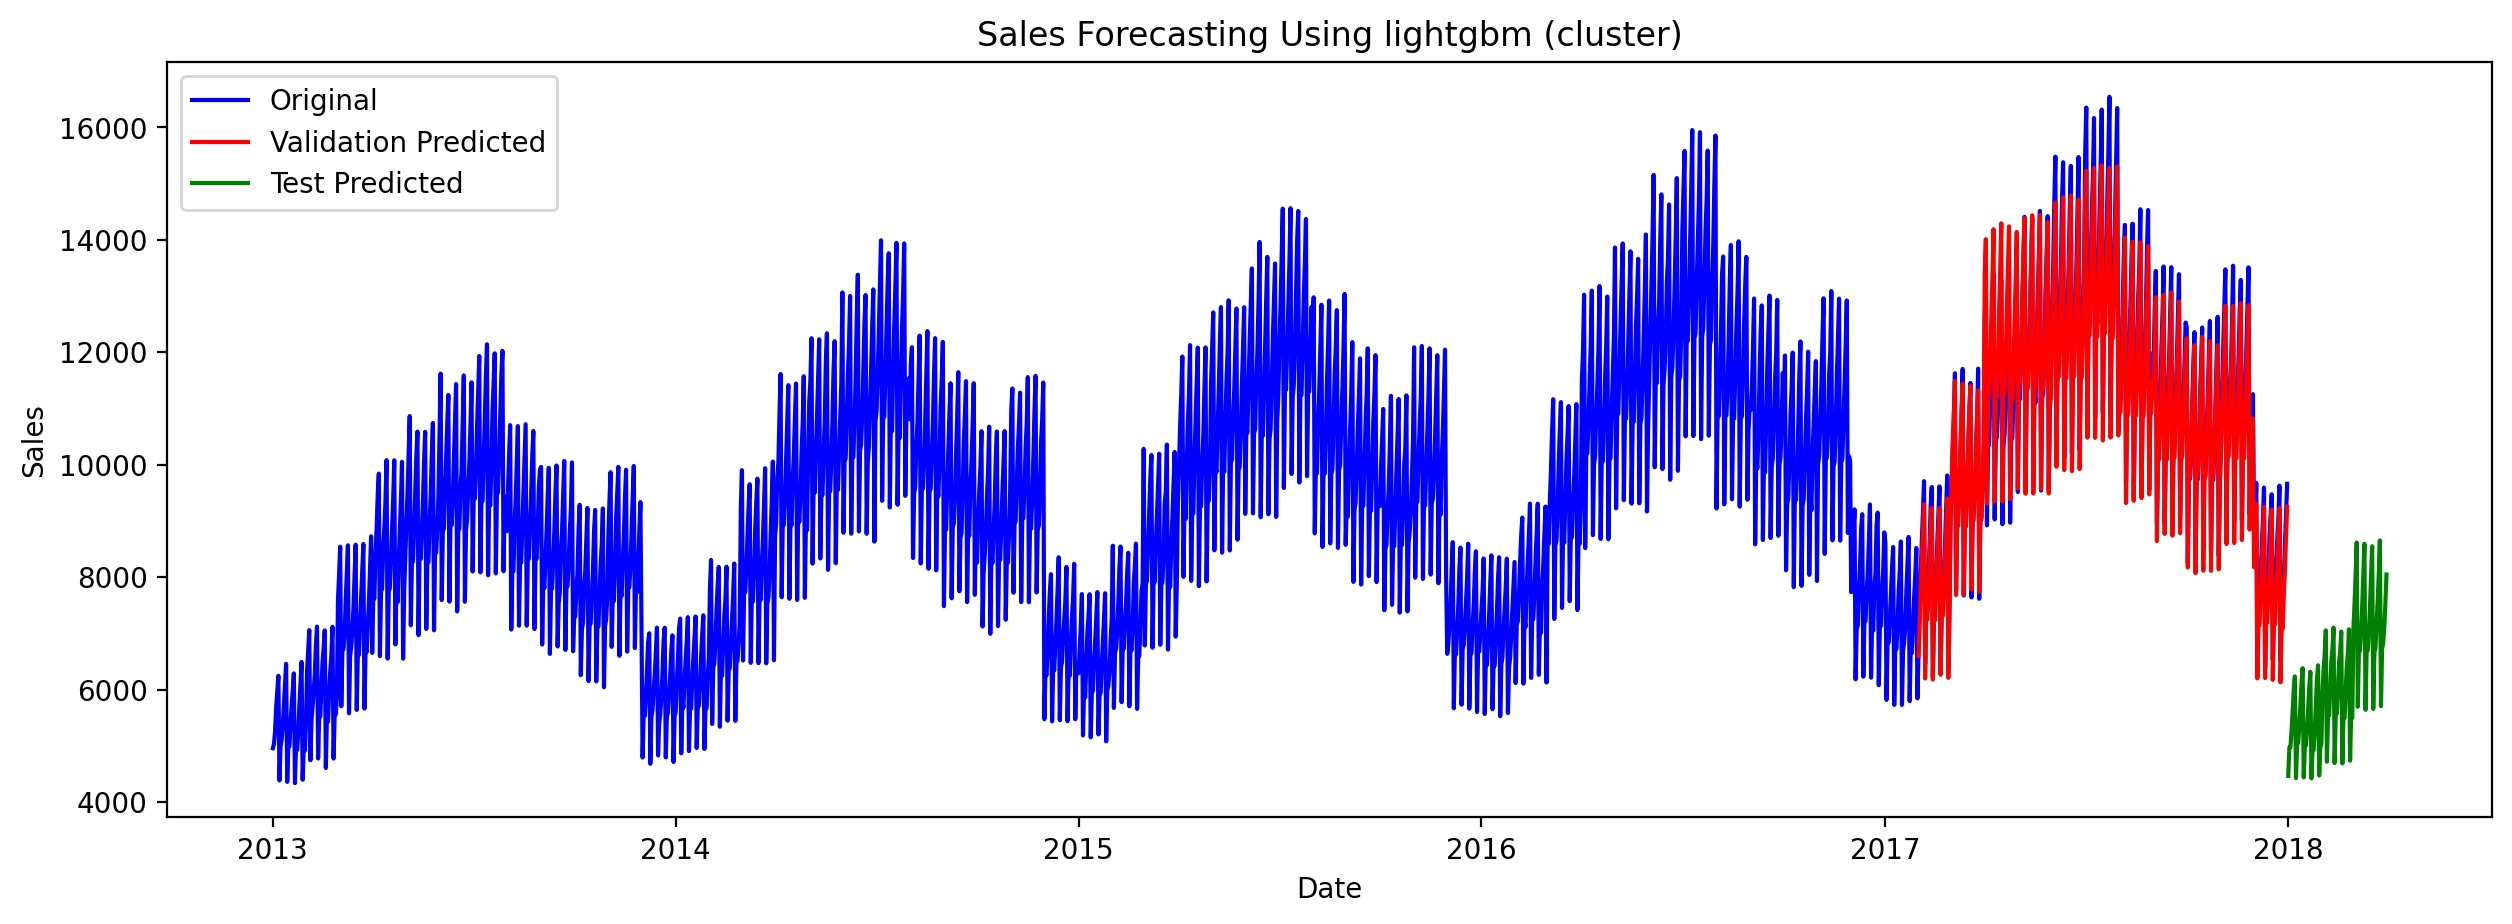 Sales Forecasting Using lightgbm (cluster)
Original
Validation Predicted
Test Predicted
16000
14000
12000
10000
8000
6000
4000
Sales
2013 2014 2015 2016 2017 2018
Date